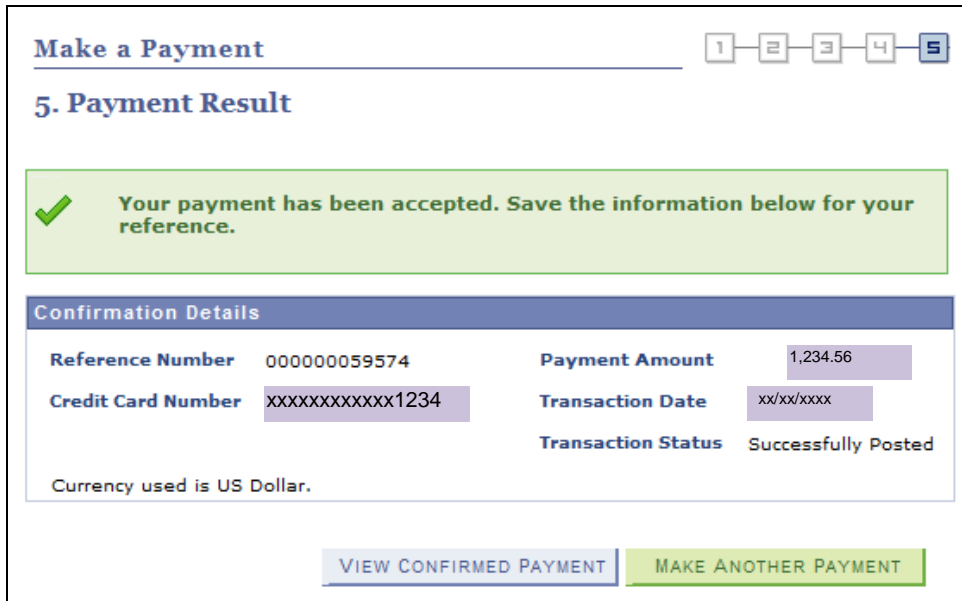 Make a Payment
1 2 3 4 5
5. Payment Result
Your payment has been accepted. Save the information below for your
reference.
Confirmation Details
Reference Number 000000059574 Payment Amount 1,234.56
Credit Card Number xxxxxxxxxxxx1234 Transaction Date xx/xx/xxxx
Transaction Status Successfully Posted
Currency used is US Dollar.
VIEW CONFIRMED PAYMENT MAKE ANOTHER PAYMENT